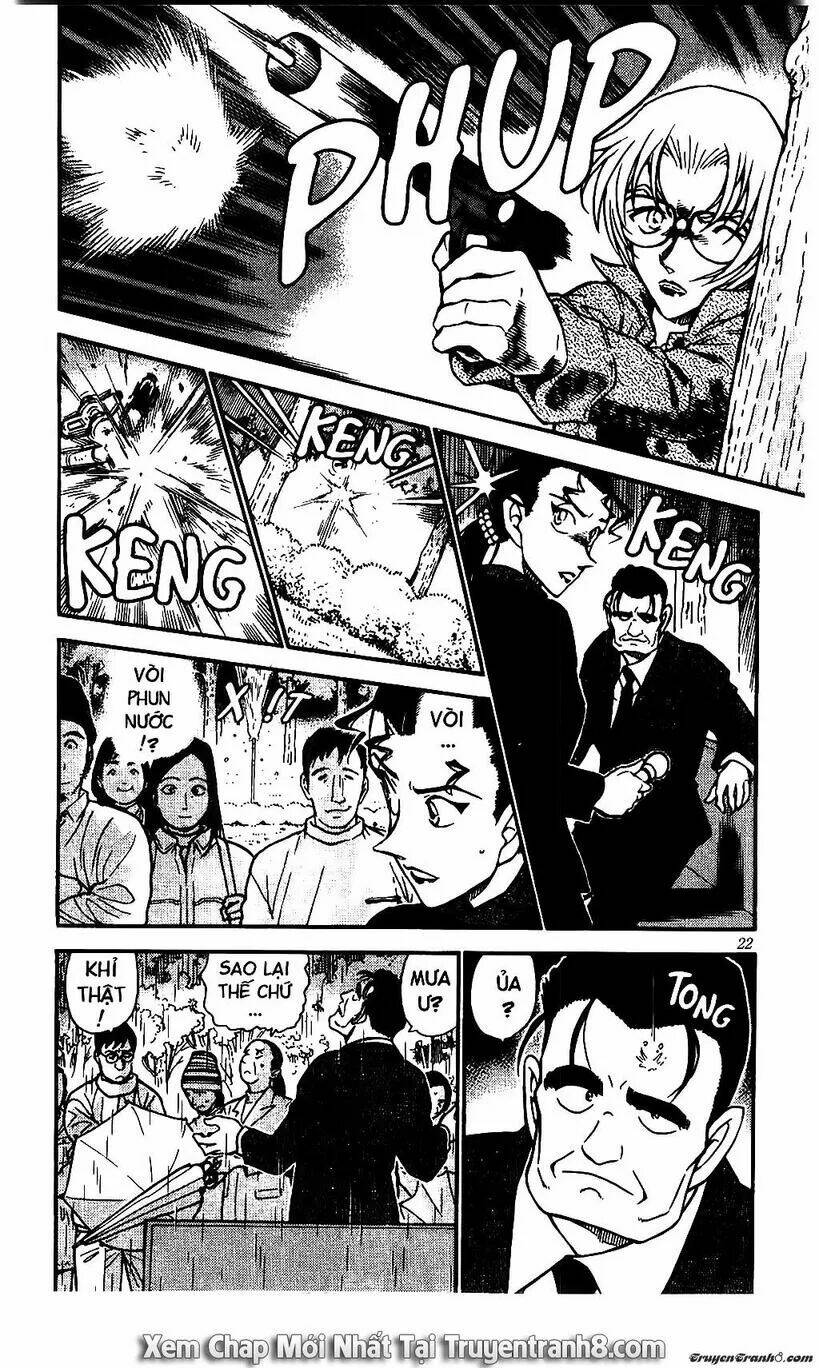 PHUP
KENG
KENG
KENG
VÒI
PHUN
NƯỚC
!?
XỊT
VÒI
...
22
KHỈ
THẬT
!
SAO LẠI
THẾ CHỨ
...
MƯA
Ư?
ỦA
?
TONG
Xem Chap Mới Nhất Tại Truyentranh8.com
TruyenTranh8.com